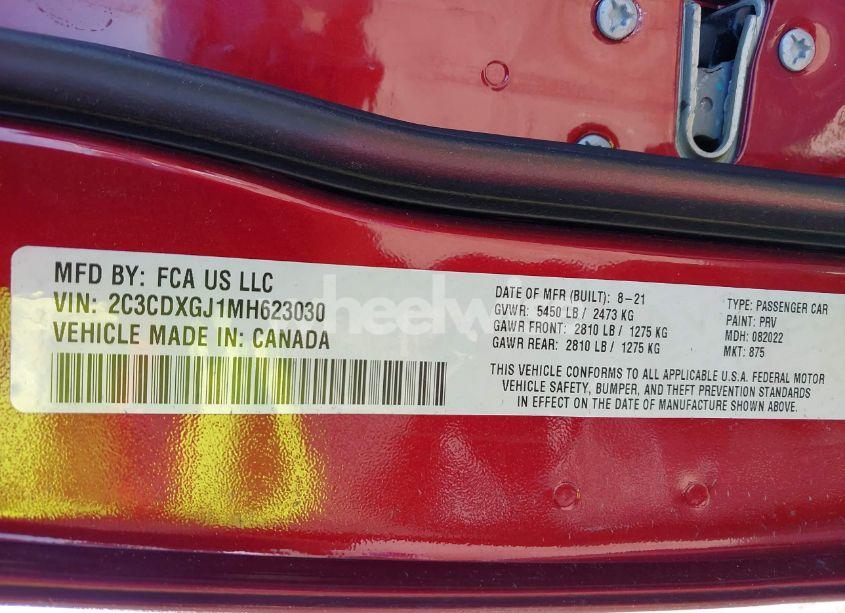 MFD BY: FCA US LLC
VIN: 2C3CDXGJ1MH623030
VEHICLE MADE IN: CANADA
DATE OF MFR (BUILT): 8-21
GVWR: 5450 LB / 2473 KG
GAWR FRONT: 2810 LB / 1275 KG
GAWR REAR: 2810 LB / 1275 KG
TYPE: PASSENGER CAR
PAINT: PRV
MDH: 082022
MKT: 875
THIS VEHICLE CONFORMS TO ALL APPLICABLE U.S.A. FEDERAL MOTOR
VEHICLE SAFETY, BUMPER, AND THEFT PREVENTION STANDARDS
IN EFFECT ON THE DATE OF MANUFACTURE SHOWN ABOVE.